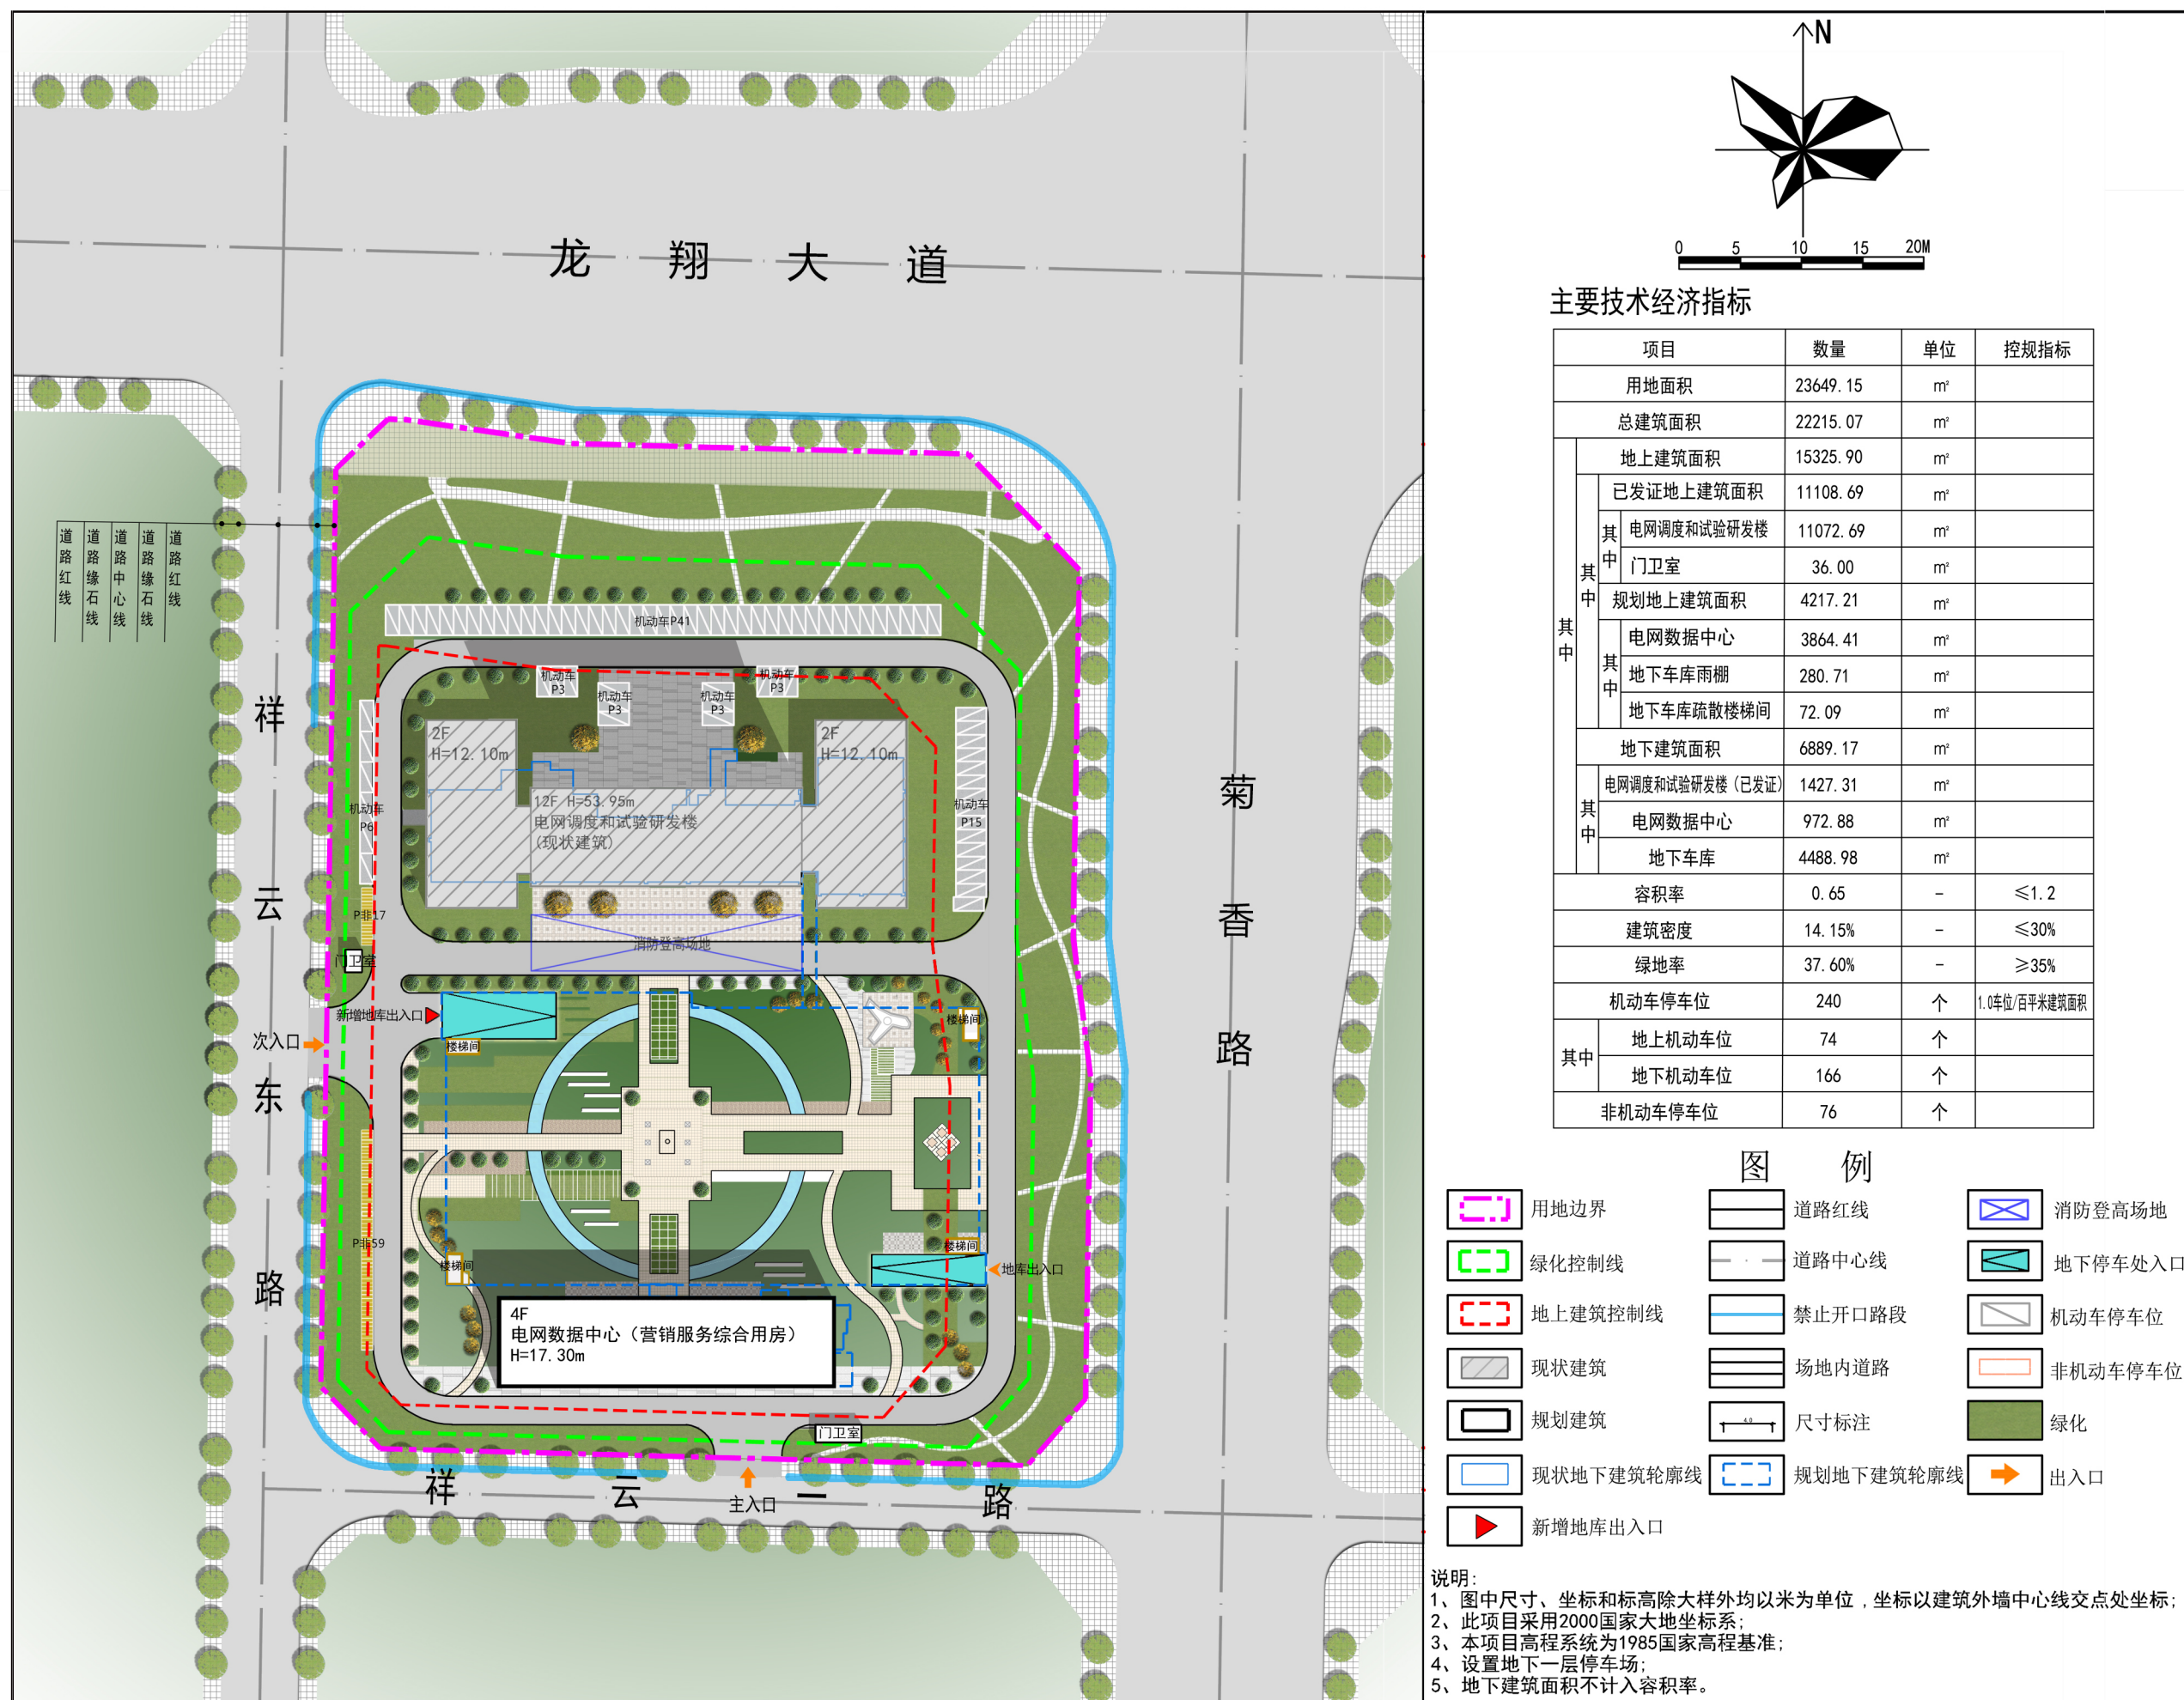 龙翔大道
道路红线
道路缘石线
道路中心线
道路缘石线
道路红线
祥云东路
菊香路
祥云二路
机动车P41
机动车
P3
机动车
P3
机动车
P3
机动车
P3
2F
H=12.10m
2F
H=12.10m
12F H=53.95m
电网调度和试验研发楼
(现状建筑)
机动车
P6
机动车
P15
P非17
门卫室
消防登高场地
新增地库出入口
楼梯间
楼梯间
次入口
P非59
楼梯间
楼梯间
地库出入口
4F
电网数据中心（营销服务综合用房）
H=17.30m
门卫室
主入口
N
0 5 10 15 20M
主要技术经济指标
项目 数量 单位 控规指标
用地面积 23649.15 ㎡
总建筑面积 22215.07 ㎡
其中 地上建筑面积 15325.90 ㎡
其中 已发证地上建筑面积 11108.69 ㎡
其中 电网调度和试验研发楼 11072.69 ㎡
门卫室 36.00 ㎡
规划地上建筑面积 4217.21 ㎡
其中 电网数据中心 3864.41 ㎡
地下车库雨棚 280.71 ㎡
地下车库疏散楼梯间 72.09 ㎡
地下建筑面积 6889.17 ㎡
其中 电网调度和试验研发楼（已发证） 1427.31 ㎡
电网数据中心 972.88 ㎡
地下车库 4488.98 ㎡
容积率 0.65 - ≤1.2
建筑密度 14.15% - ≤30%
绿地率 37.60% - ≥35%
机动车停车位 240 个 1.0车位/百平米建筑面积
其中 地上机动车位 74 个
地下机动车位 166 个
非机动车停车位 76 个
图例
用地边界 道路红线 消防登高场地
绿化控制线 道路中心线 地下停车处入口
地上建筑控制线 禁止开口路段 机动车停车位
现状建筑 场地内道路 非机动车停车位
规划建筑 4.0 尺寸标注 绿化
现状地下建筑轮廓线 规划地下建筑轮廓线 出入口
新增地库出入口
说明:
1、图中尺寸、坐标和标高除大样外均以米为单位，坐标以建筑外墙中心线交点处坐标;
2、此项目采用2000国家大地坐标系;
3、本项目高程系统为1985国家高程基准;
4、设置地下一层停车场;
5、地下建筑面积不计入容积率。